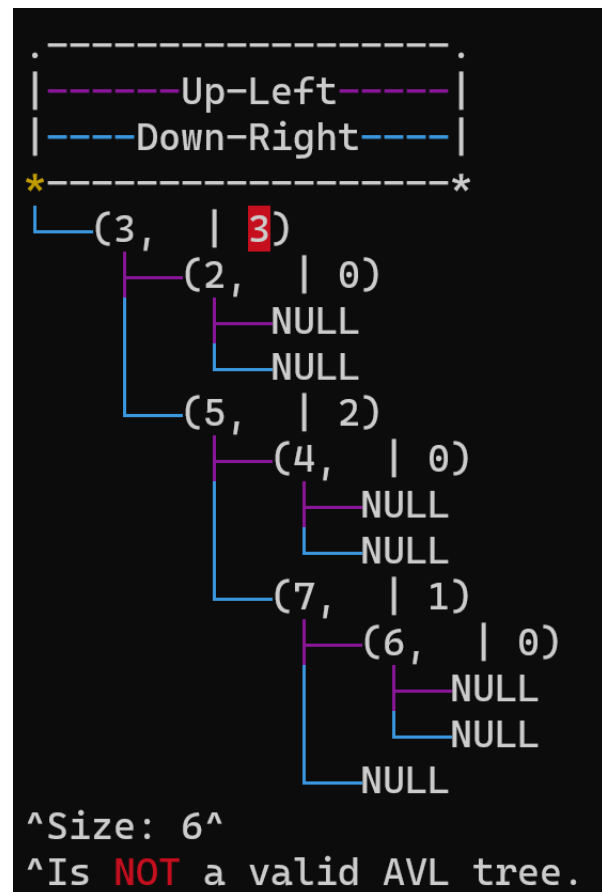 .-------------------.
|------Up-Left-----|
|----Down-Right----|
*-------------------*
(3, | 3)
(2, | 0)
NULL
NULL
(5, | 2)
(4, | 0)
NULL
NULL
(7, | 1)
(6, | 0)
NULL
NULL
NULL
^Size: 6^
^Is NOT a valid AVL tree.